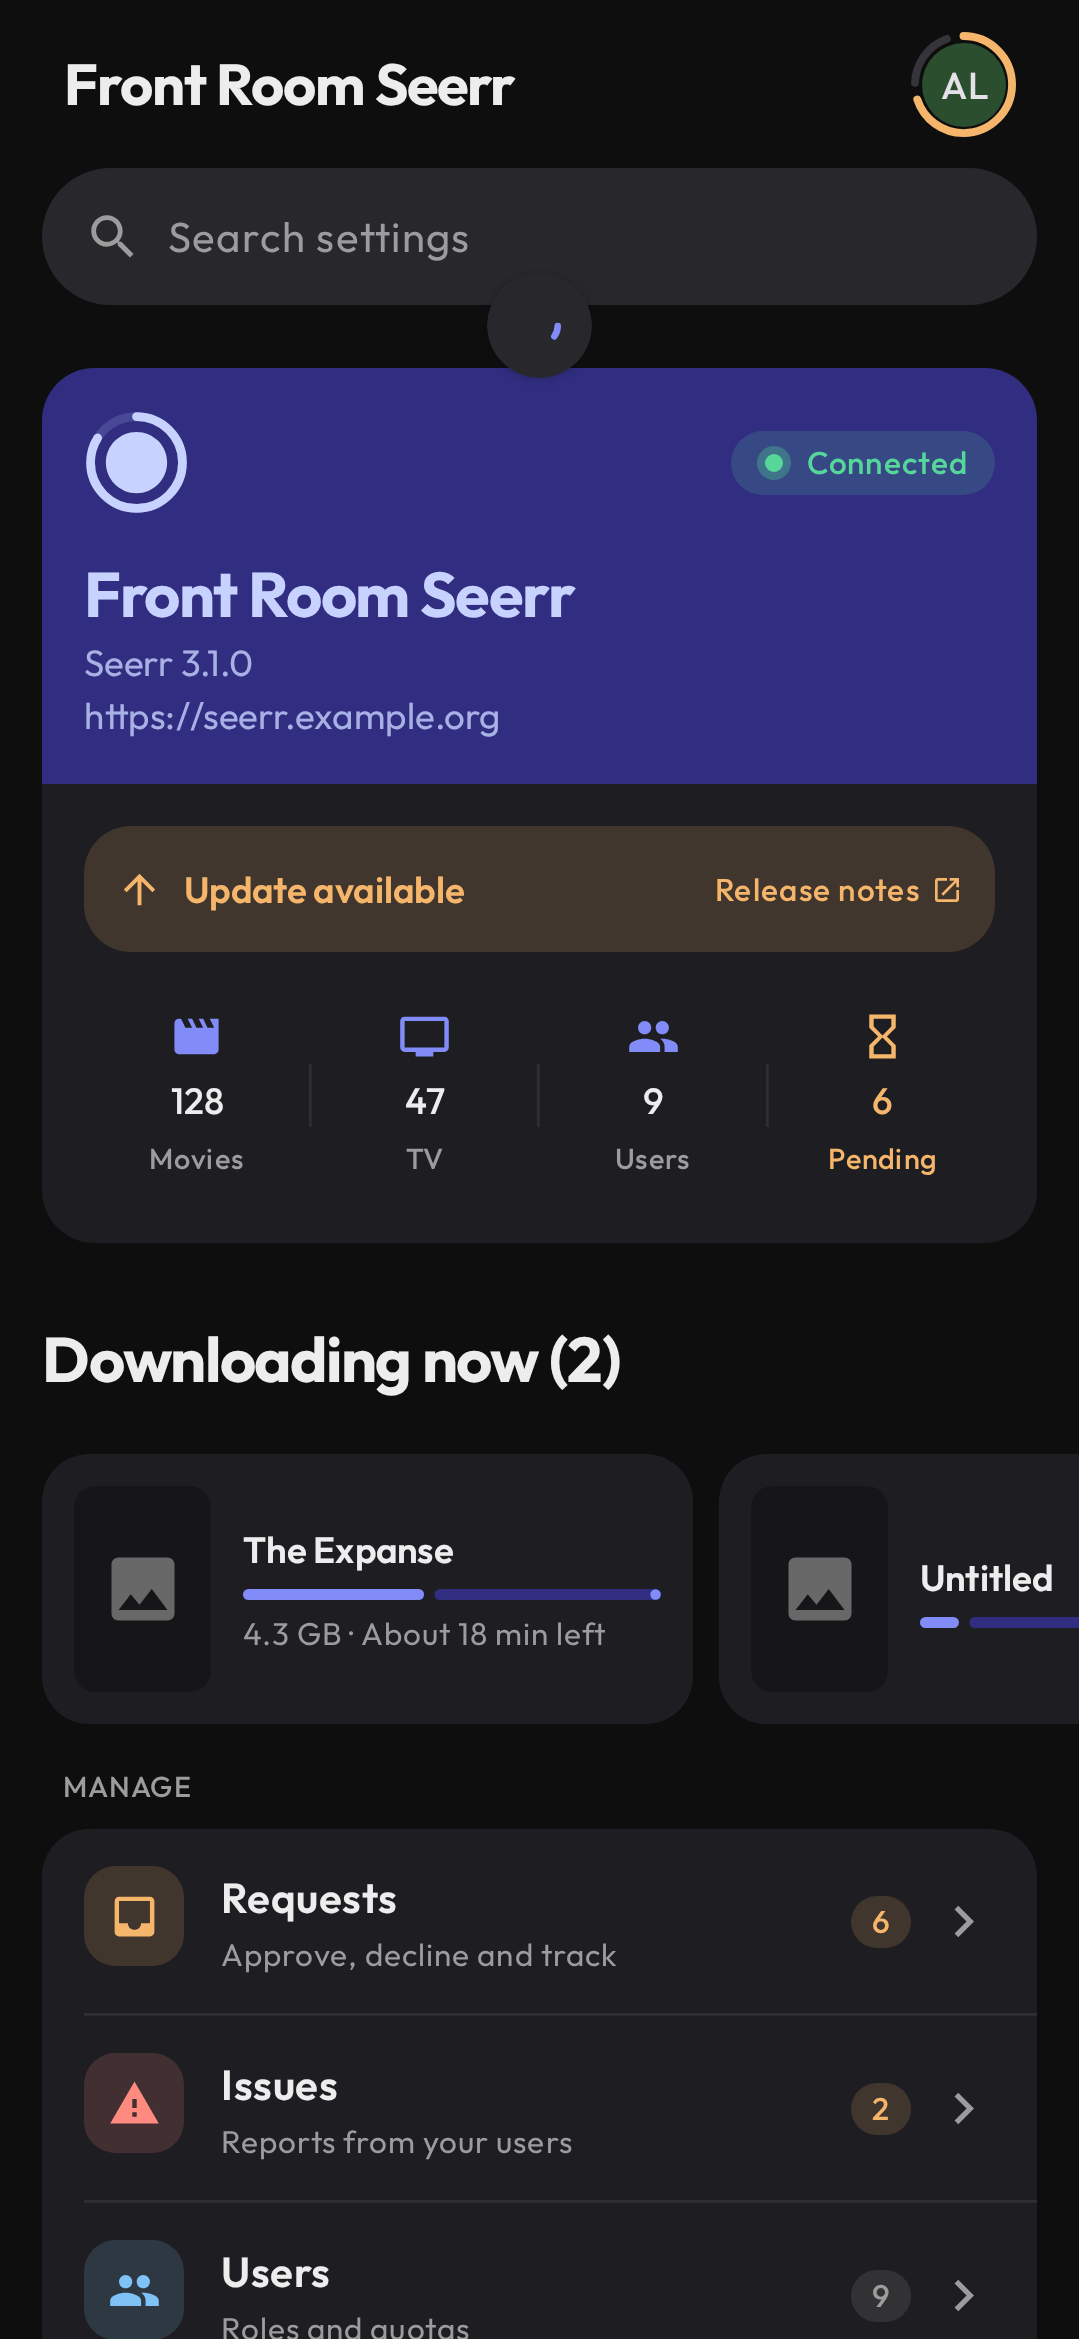 Front Room Seerr
AL
Search settings
Connected
Front Room Seerr
Seerr 3.1.0
https://seerr.example.org
Update available
Release notes
128
47
9
6
Movies
TV
Users
Pending
Downloading now (2)
The Expanse
4.3 GB · About 18 min left
Untitled
MANAGE
Requests
6
Approve, decline and track
Issues
2
Reports from your users
Users
9
Roles and quotas